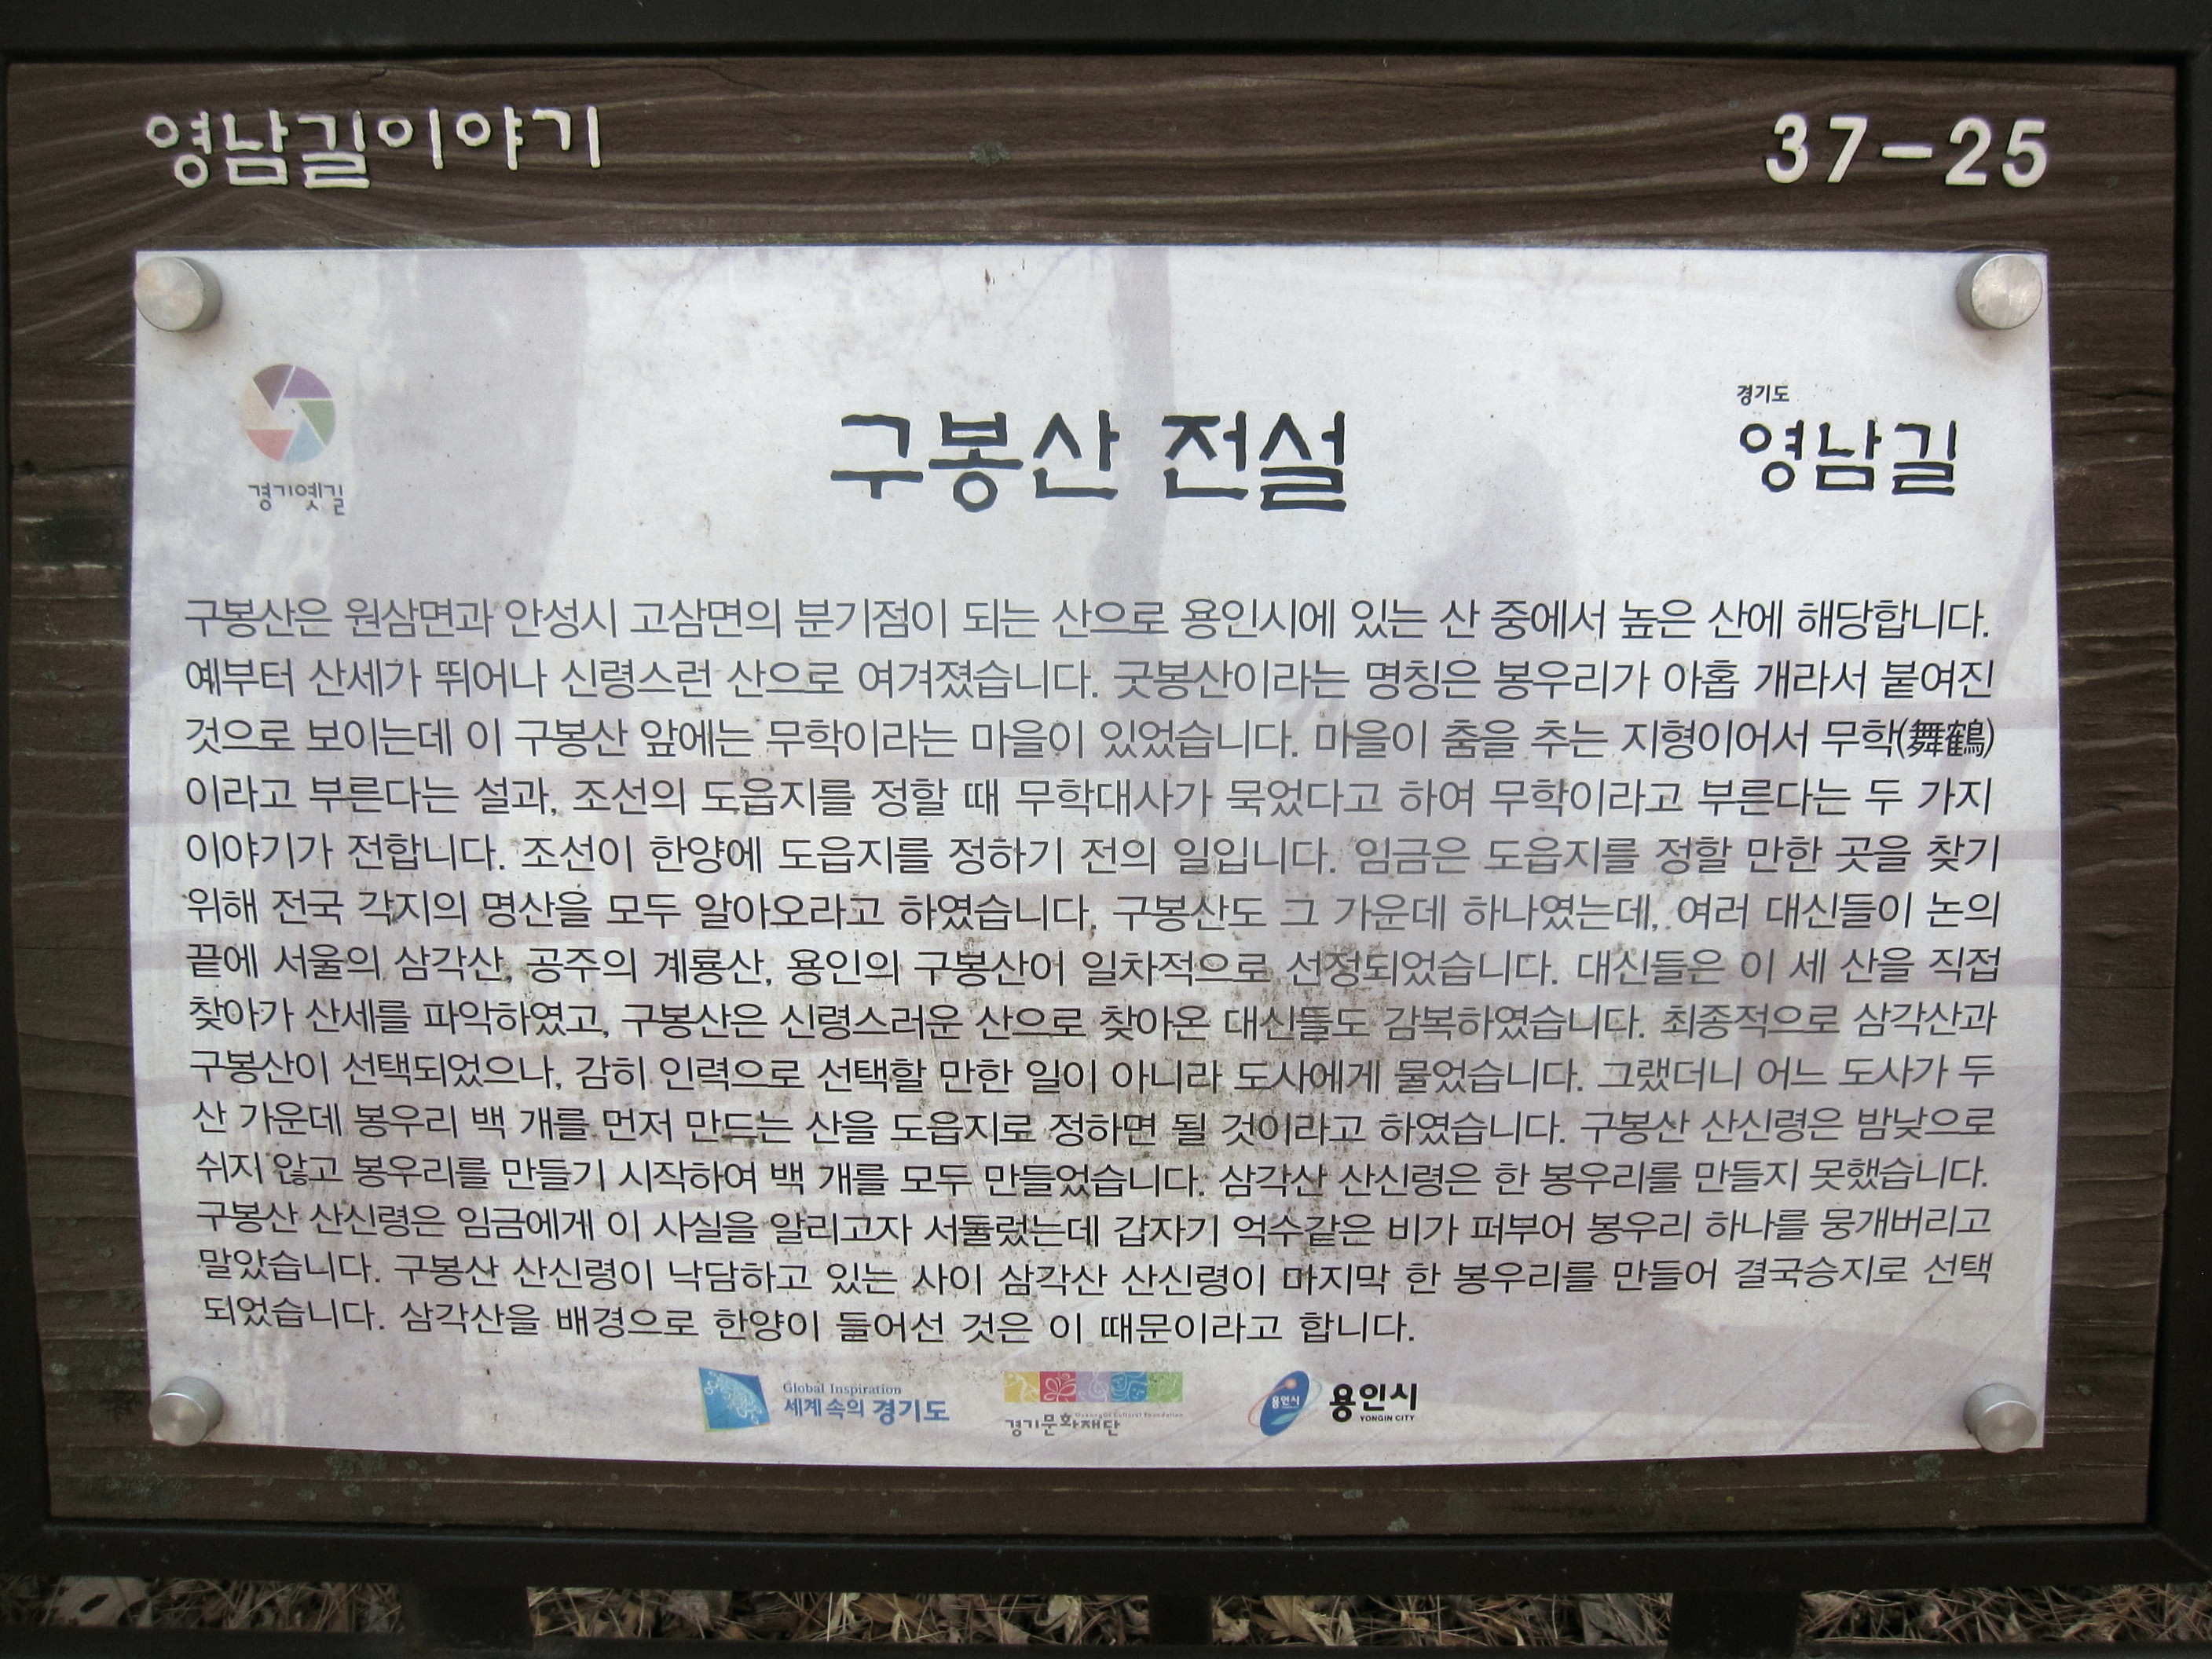 영남길이야기
37-25
경기옛길
구봉산 전설
경기도
영남길
구봉산은 원삼면과 안성시 고삼면의 분기점이 되는 산으로 용인시에 있는 산 중에서 높은 산에 해당합니다.
예부터 산세가 뛰어나 신령스런 산으로 여겨졌습니다. 굿봉산이라는 명칭은 봉우리가 아홉 개라서 붙여진
것으로 보이는데 이 구봉산 앞에는 무학이라는 마을이 있었습니다. 마을이 춤을 추는 지형이어서 무학(舞鶴)
이라고 부른다는 설과, 조선의 도읍지를 정할 때 무학대사가 묵었다고 하여 무학이라고 부른다는 두 가지
이야기가 전합니다. 조선이 한양에 도읍지를 정하기 전의 일입니다. 임금은 도읍지를 정할 만한 곳을 찾기
위해 전국 각지의 명산을 모두 알아오라고 하였습니다. 구봉산도 그 가운데 하나였는데, 여러 대신들이 논의
끝에 서울의 삼각산, 공주의 계룡산, 용인의 구봉산이 일차적으로 선정되었습니다. 대신들은 이 세 산을 직접
찾아가 산세를 파악하였고, 구봉산은 신령스러운 산으로 찾아온 대신들도 감복하였습니다. 최종적으로 삼각산과
구봉산이 선택되었으나, 감히 인력으로 선택할 만한 일이 아니라 도사에게 물었습니다. 그랬더니 어느 도사가 두
산 가운데 봉우리 백 개를 먼저 만드는 산을 도읍지로 정하면 될 것이라고 하였습니다. 구봉산 산신령은 밤낮으로
쉬지 않고 봉우리를 만들기 시작하여 백 개를 모두 만들었습니다. 삼각산 산신령은 한 봉우리를 만들지 못했습니다.
구봉산 산신령은 임금에게 이 사실을 알리고자 서둘렀는데 갑자기 억수같은 비가 퍼부어 봉우리 하나를 뭉개버리고
말았습니다. 구봉산 산신령이 낙담하고 있는 사이 삼각산 산신령이 마지막 한 봉우리를 만들어 결국승지로 선택
되었습니다. 삼각산을 배경으로 한양이 들어선 것은 이 때문이라고 합니다.
Global Inspiration
세계 속의 경기도
Gyeonggi Cultural Foundation
경기문화재단
용인시
용인시
YONGIN CITY